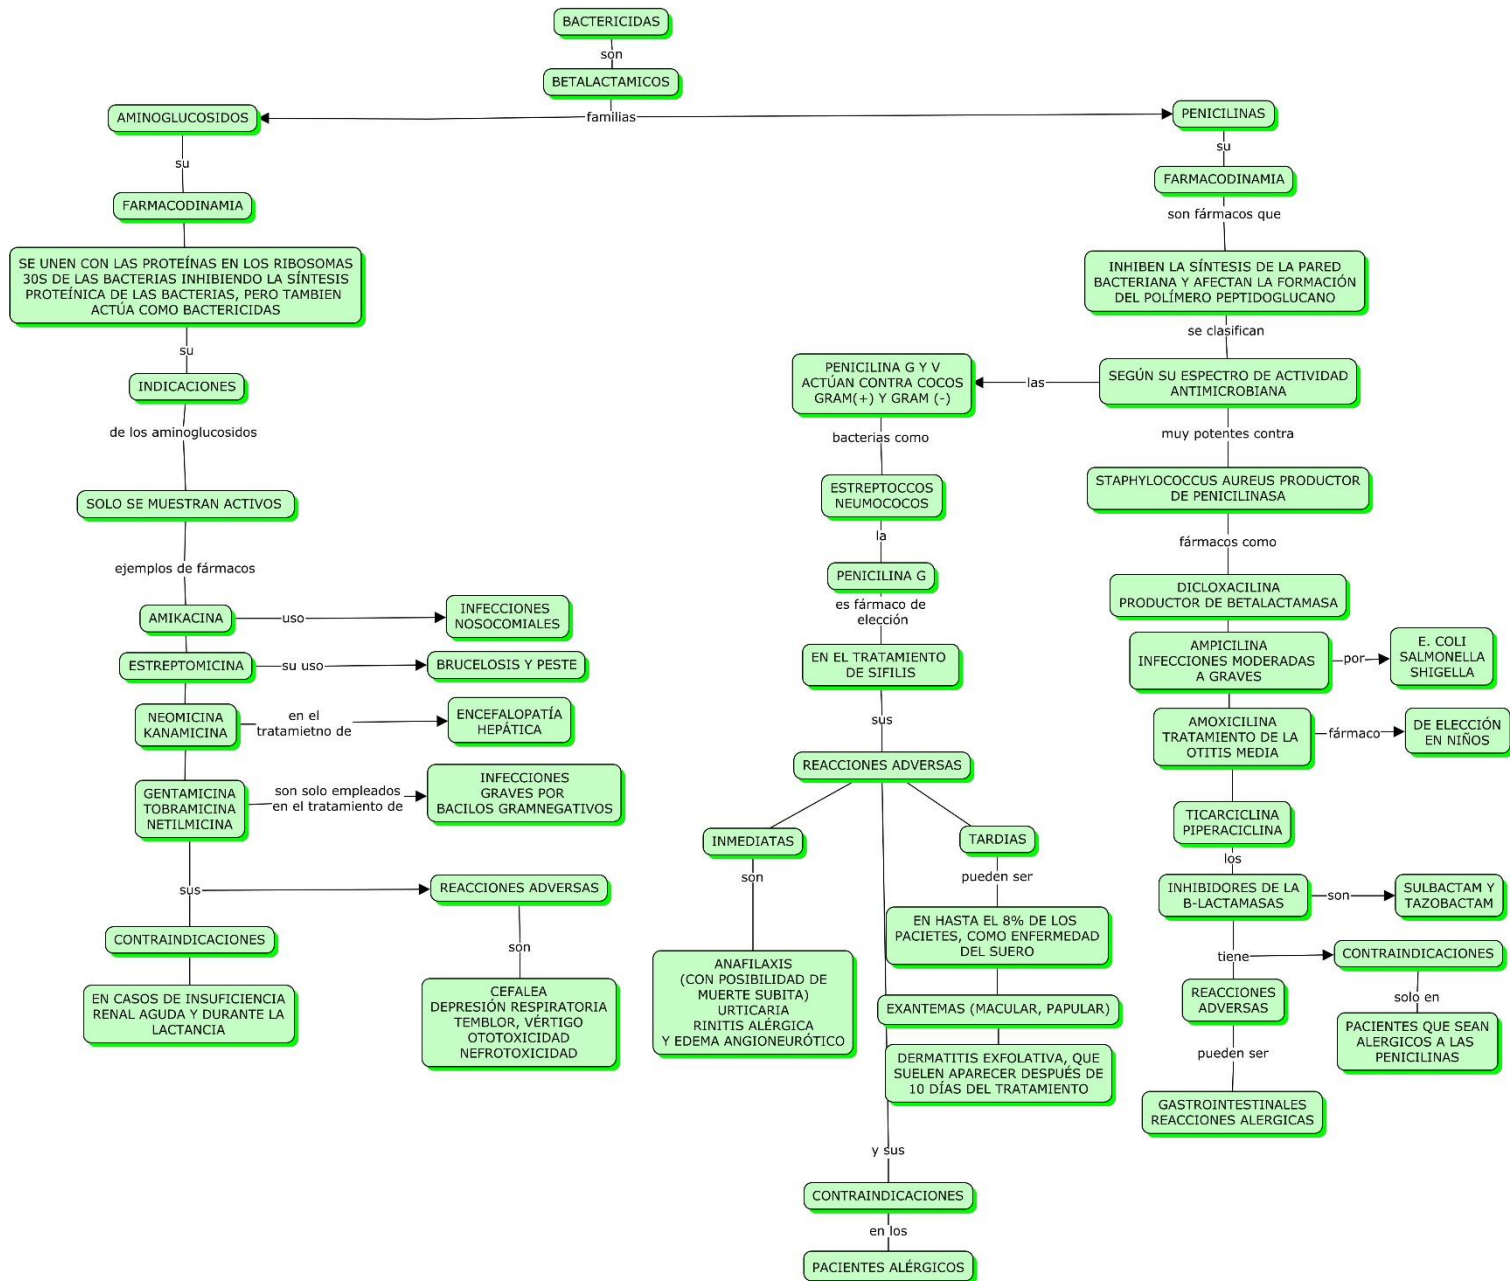 BACTERICIDAS
son
BETALACTAMICOS
familias
AMINOGLUCOSIDOS
su
FARMACODINAMIA
SE UNEN CON LAS PROTEÍNAS EN LOS RIBOSOMAS
30S DE LAS BACTERIAS INHIBIENDO LA SÍNTESIS
PROTEÍNICA DE LAS BACTERIAS, PERO TAMBIEN
ACTÚA COMO BACTERICIDAS
su
INDICACIONES
de los aminoglucosidos
SOLO SE MUESTRAN ACTIVOS
ejemplos de fármacos
AMIKACINA
uso
INFECCIONES
NOSOCOMIALES
ESTREPTOMICINA
su uso
BRUCELOSIS Y PESTE
NEOMICINA
KANAMICINA
en el
tratamietno de
ENCEFALOPATÍA
HEPÁTICA
GENTAMICINA
TOBRAMICINA
NETILMICINA
son solo empleados
en el tratamiento de
INFECCIONES
GRAVES POR
BACILOS GRAMNEGATIVOS
sus
REACCIONES ADVERSAS
son
CEFALEA
DEPRESIÓN RESPIRATORIA
TEMBLOR, VÉRTIGO
OTOTOXICIDAD
NEFROTOXICIDAD
CONTRAINDICACIONES
EN CASOS DE INSUFICIENCIA
RENAL AGUDA Y DURANTE LA
LACTANCIA
PENICILINAS
su
FARMACODINAMIA
son fármacos que
INHIBEN LA SÍNTESIS DE LA PARED
BACTERIANA Y AFECTAN LA FORMACIÓN
DEL POLÍMERO PEPTIDOGLUCANO
se clasifican
SEGÚN SU ESPECTRO DE ACTIVIDAD
ANTIMICROBIANA
las
PENICILINA G Y V
ACTÚAN CONTRA COCOS
GRAM(+) Y GRAM (-)
bacterias como
ESTREPTOCCOS
NEUMOCOCOS
la
PENICILINA G
es fármaco de
elección
EN EL TRATAMIENTO
DE SIFILIS
sus
REACCIONES ADVERSAS
INMEDIATAS
son
ANAFILAXIS
(CON POSIBILIDAD DE
MUERTE SUBITA)
URTICARIA
RINITIS ALÉRGICA
Y EDEMA ANGIONEURÓTICO
TARDIAS
pueden ser
EN HASTA EL 8% DE LOS
PACIETES, COMO ENFERMEDAD
DEL SUERO
EXANTEMAS (MACULAR, PAPULAR)
DERMATITIS EXFOLATIVA, QUE
SUELEN APARECER DESPUÉS DE
10 DÍAS DEL TRATAMIENTO
y sus
CONTRAINDICACIONES
en los
PACIENTES ALÉRGICOS
muy potentes contra
STAPHYLOCOCCUS AUREUS PRODUCTOR
DE PENICILINASA
fármacos como
DICLOXACILINA
PRODUCTOR DE BETALACTAMASA
AMPICILINA
INFECCIONES MODERADAS
A GRAVES
por
E. COLI
SALMONELLA
SHIGELLA
AMOXICILINA
TRATAMIENTO DE LA
OTITIS MEDIA
fármaco
DE ELECCIÓN
EN NIÑOS
TICARCICLINA
PIPERACICLINA
los
INHIBIDORES DE LA
B-LACTAMASAS
son
SULBACTAM Y
TAZOBACTAM
tiene
CONTRAINDICACIONES
solo en
PACIENTES QUE SEAN
ALERGICOS A LAS
PENICILINAS
REACCIONES
ADVERSAS
pueden ser
GASTROINTESTINALES
REACCIONES ALERGICAS